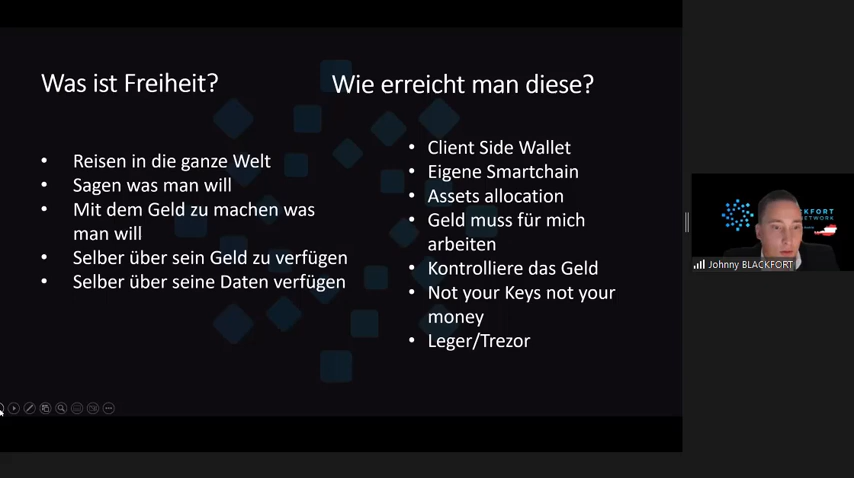 Was ist Freiheit?
Reisen in die ganze Welt
Sagen was man will
Mit dem Geld zu machen was
man will
Selber über sein Geld zu verfügen
Selber über seine Daten verfügen
Wie erreicht man diese?
Client Side Wallet
Eigene Smartchain
Assets allocation
Geld muss für mich
arbeiten
Kontrolliere das Geld
Not your Keys not your
money
Leger/Trezor
CKFORT
NETWORK
Johnny BLACKFORT